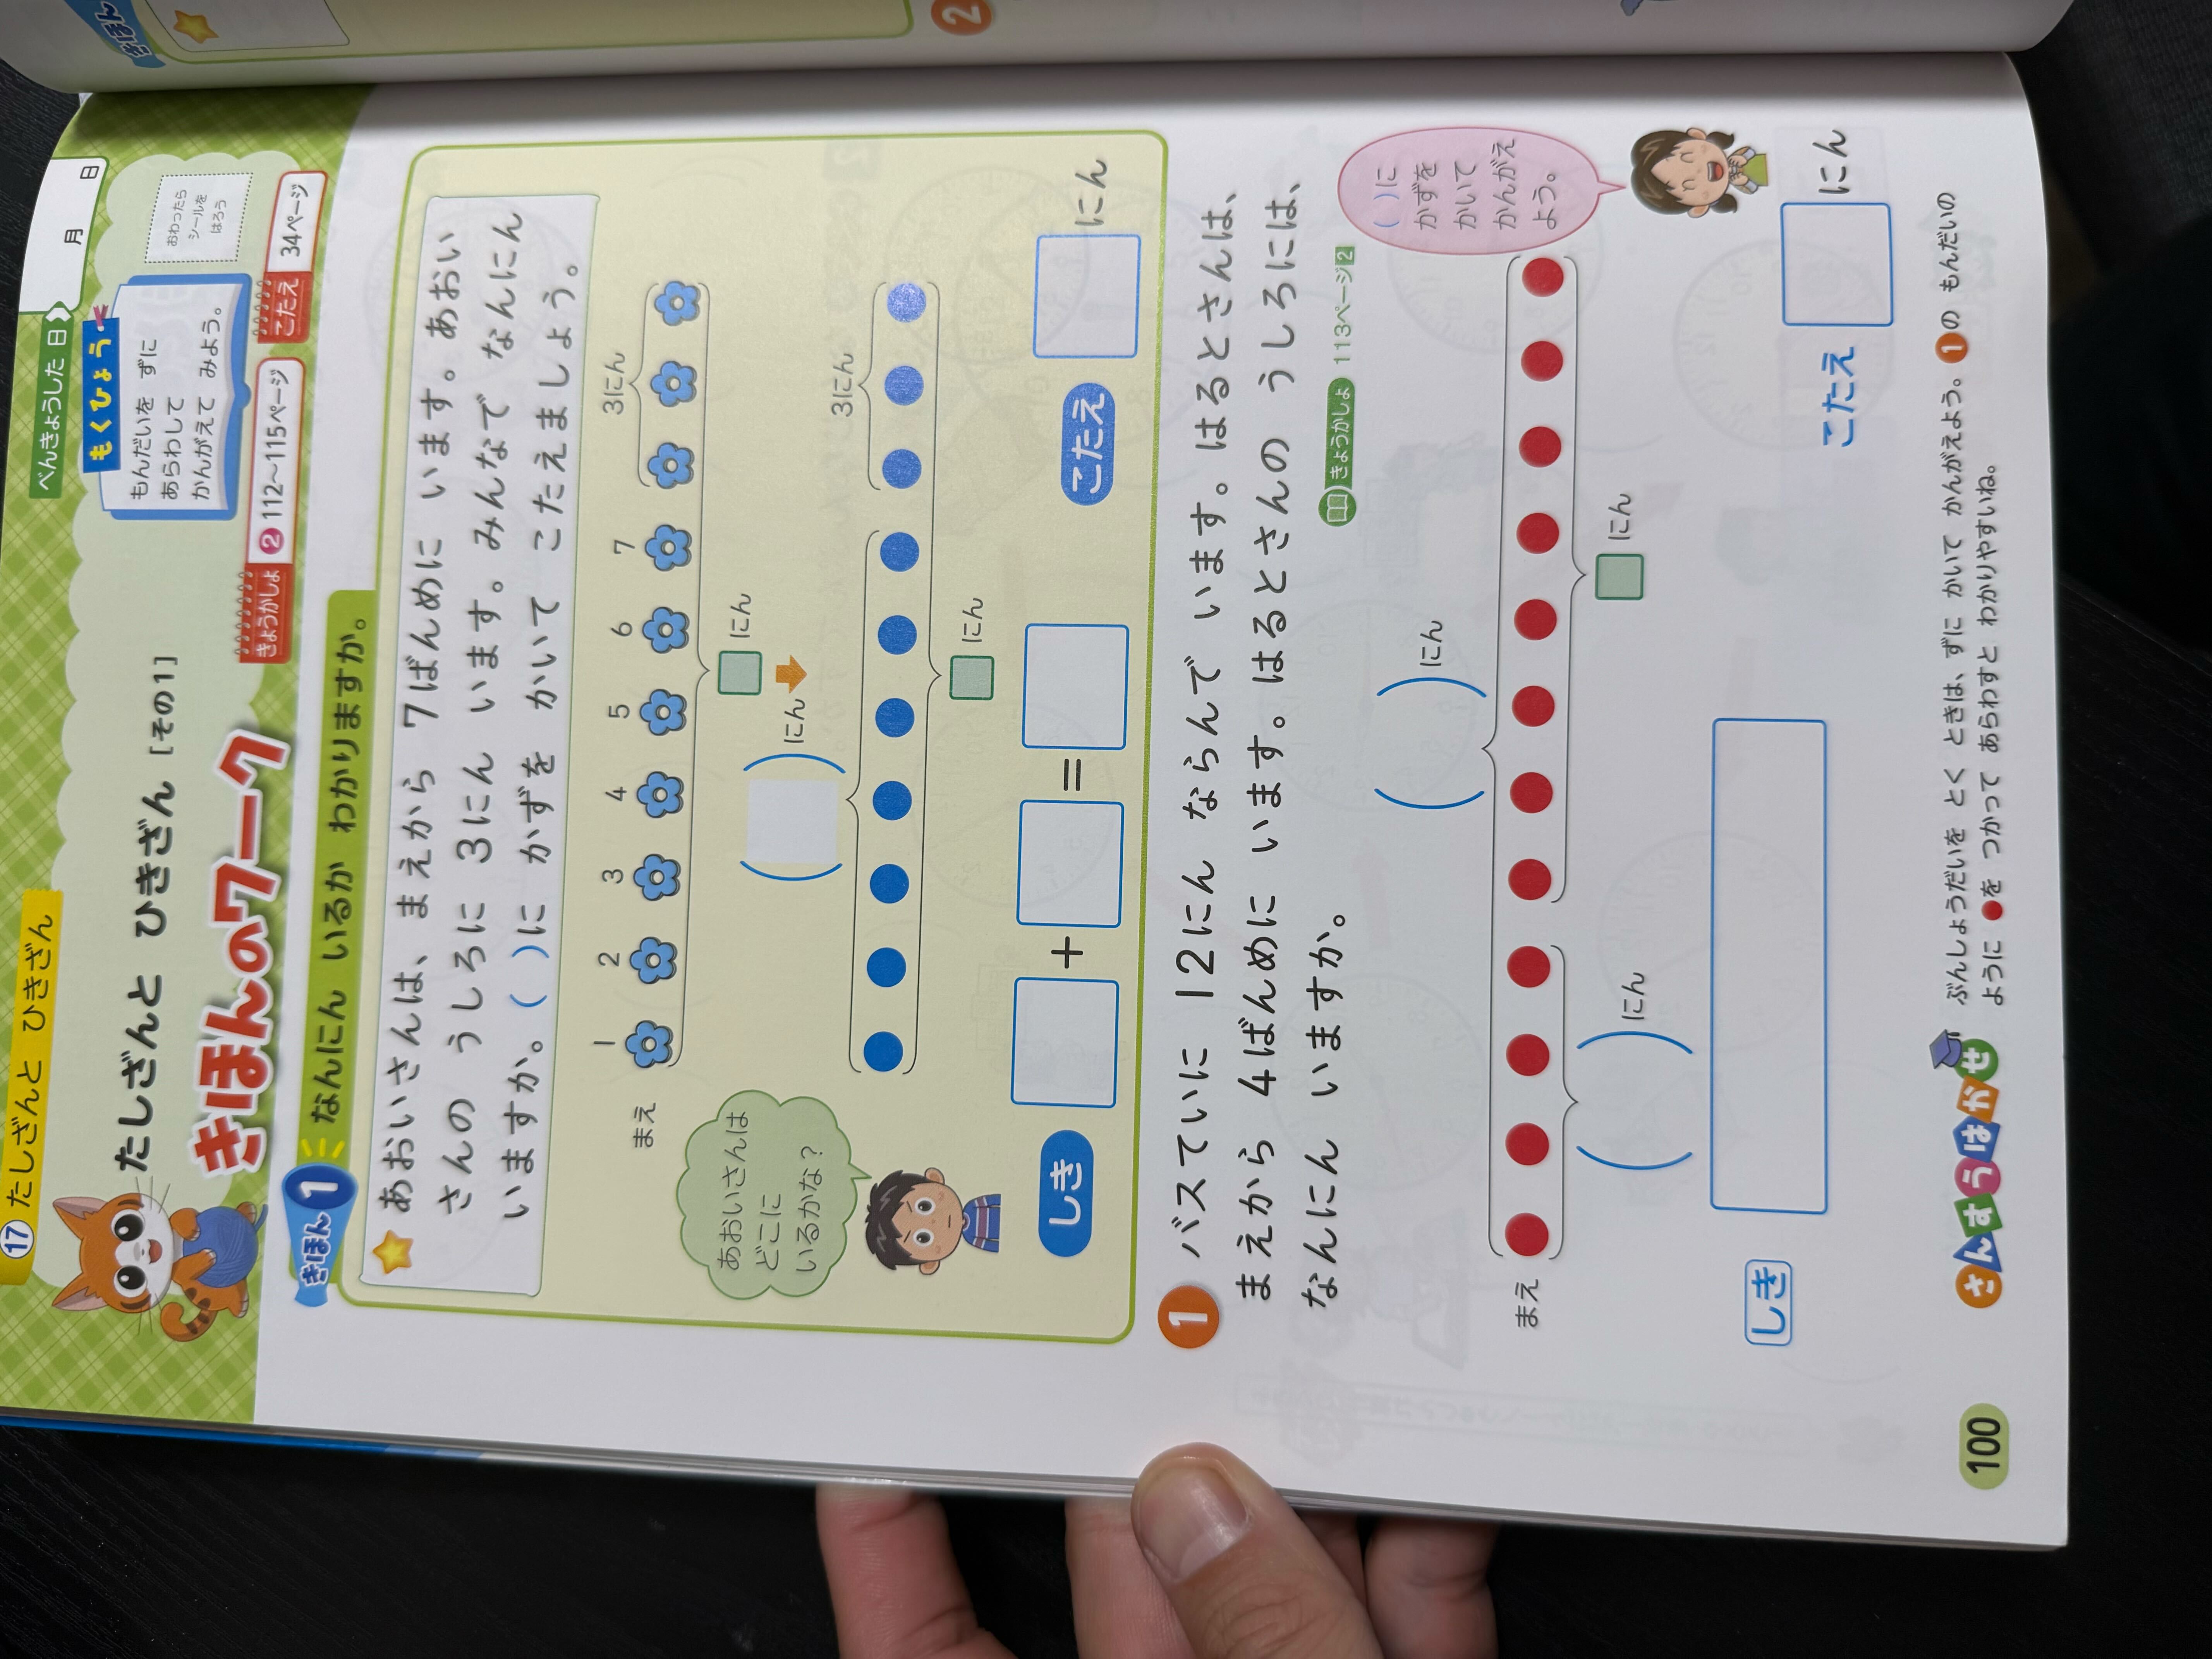 ⑰ たしざんと ひきざん
べんきょうした 日
月 日
たしざんと ひきざん [その1]
きほんのワーク
もくひょう
もんだいを ずに
あらわして
かんがえて みよう。
おわったら
シールを
はろう
きょうかしょ ❷ 112~115ページ
こたえ 34ページ
きほん 1 なんにん いるか わかりますか。
あおいさんは、まえから 7ばんめに います。あおい
さんの うしろに 3にん います。みんなで なんにん
いますか。( )に かずを かいて こたえましょう。
1 2 3 4 5 6 7 3にん
まえ
にん
あおいさんは
どこに
いるかな?
( )にん 3にん
にん
しき + = こたえ にん
1 バスていに 12にん ならんで います。はるとさんは、
まえから 4ばんめに います。はるとさんの うしろには、
なんにん いますか。
きょうかしょ 113ページ2
( )に
かずを
かいて
かんがえ
よう。
( )にん
まえ
( )にん にん
しき こたえ にん
さんすうはかせ
ぶんしょうだいを とく ときは、ずに かいて かんがえよう。1の もんだいの
ように ●を つかって あらわすと わかりやすいね。
100